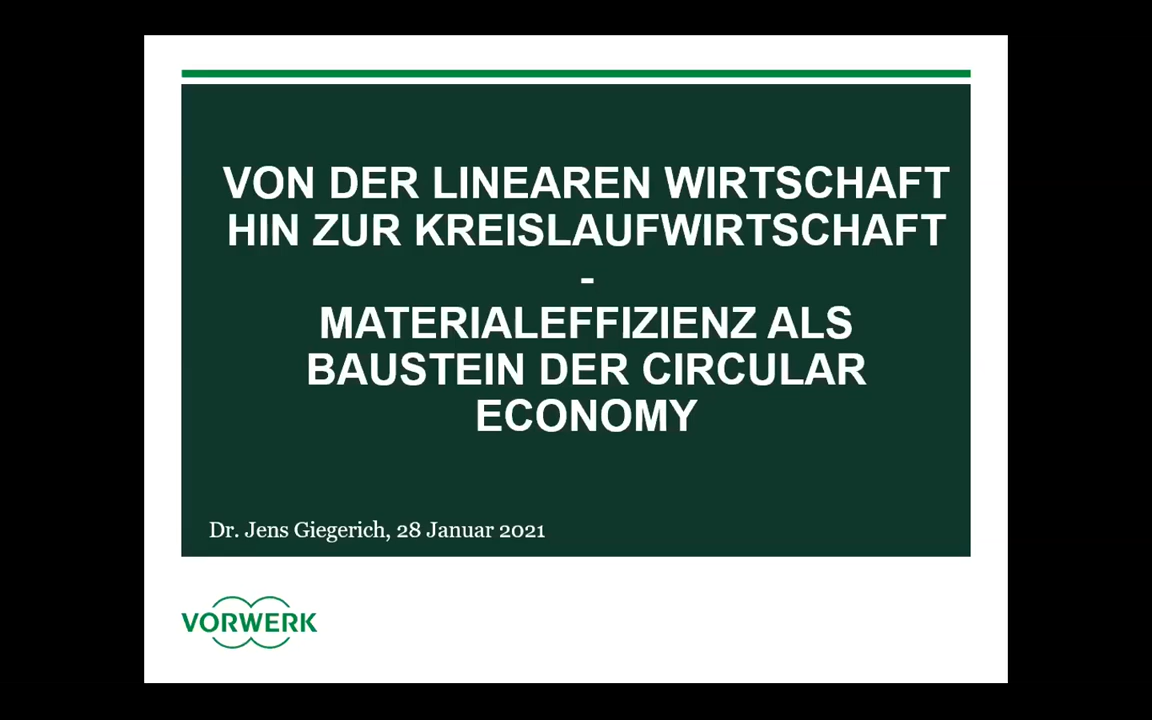 VON DER LINEAREN WIRTSCHAFT
HIN ZUR KREISLAUFWIRTSCHAFT
-
MATERIALEFFIZIENZ ALS
BAUSTEIN DER CIRCULAR
ECONOMY
Dr. Jens Giegerich, 28 Januar 2021
VORWERK